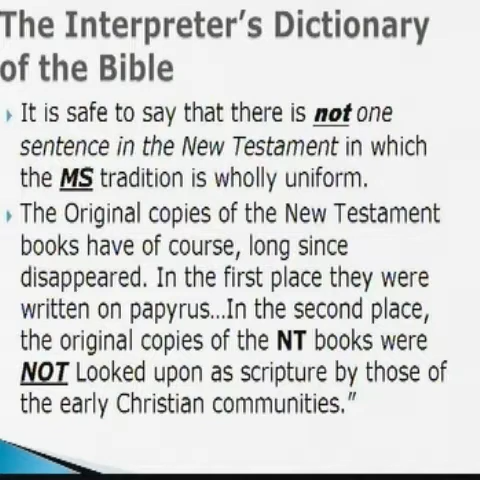 The Interpreter's Dictionary
of the Bible
It is safe to say that there is not one
sentence in the New Testament in which
the MS tradition is wholly uniform.
The Original copies of the New Testament
books have of course, long since
disappeared. In the first place they were
written on papyrus...In the second place,
the original copies of the NT books were
NOT Looked upon as scripture by those of
the early Christian communities."